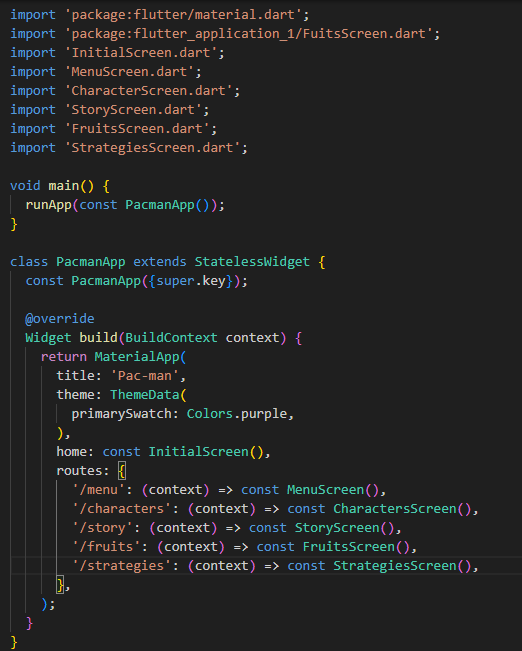 import 'package:flutter/material.dart';
import 'package:flutter_application_1/FuitsScreen.dart';
import 'InitialScreen.dart';
import 'MenuScreen.dart';
import 'CharacterScreen.dart';
import 'StoryScreen.dart';
import 'FruitsScreen.dart';
import 'StrategiesScreen.dart';

void main() {
  runApp(const PacmanApp());
}

class PacmanApp extends StatelessWidget {
  const PacmanApp({super.key});

  @override
  Widget build(BuildContext context) {
    return MaterialApp(
      title: 'Pac-man',
      theme: ThemeData(
        primarySwatch: Colors.purple,
      ),
      home: const InitialScreen(),
      routes: {
        '/menu': (context) => const MenuScreen(),
        '/characters': (context) => const CharactersScreen(),
        '/story': (context) => const StoryScreen(),
        '/fruits': (context) => const FruitsScreen(),
        '/strategies': (context) => const StrategiesScreen(),
      },
    );
  }
}